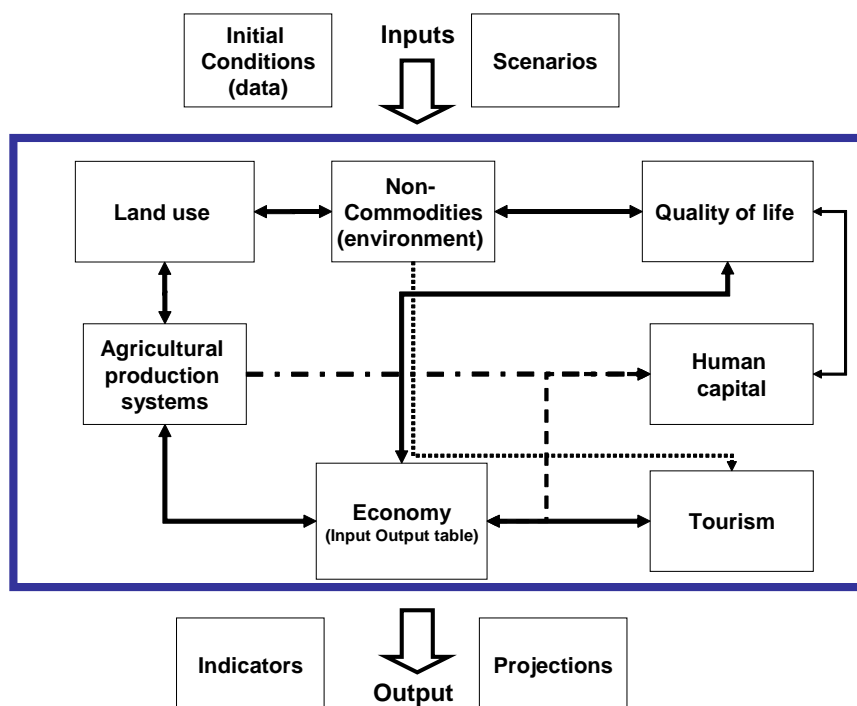 Initial
Conditions
(data)
Inputs
Scenarios
Land use
Non-
Commodities
(environment)
Quality of life
Agricultural
production
systems
Human
capital
Economy
(Input Output table)
Tourism
Indicators
Output
Projections